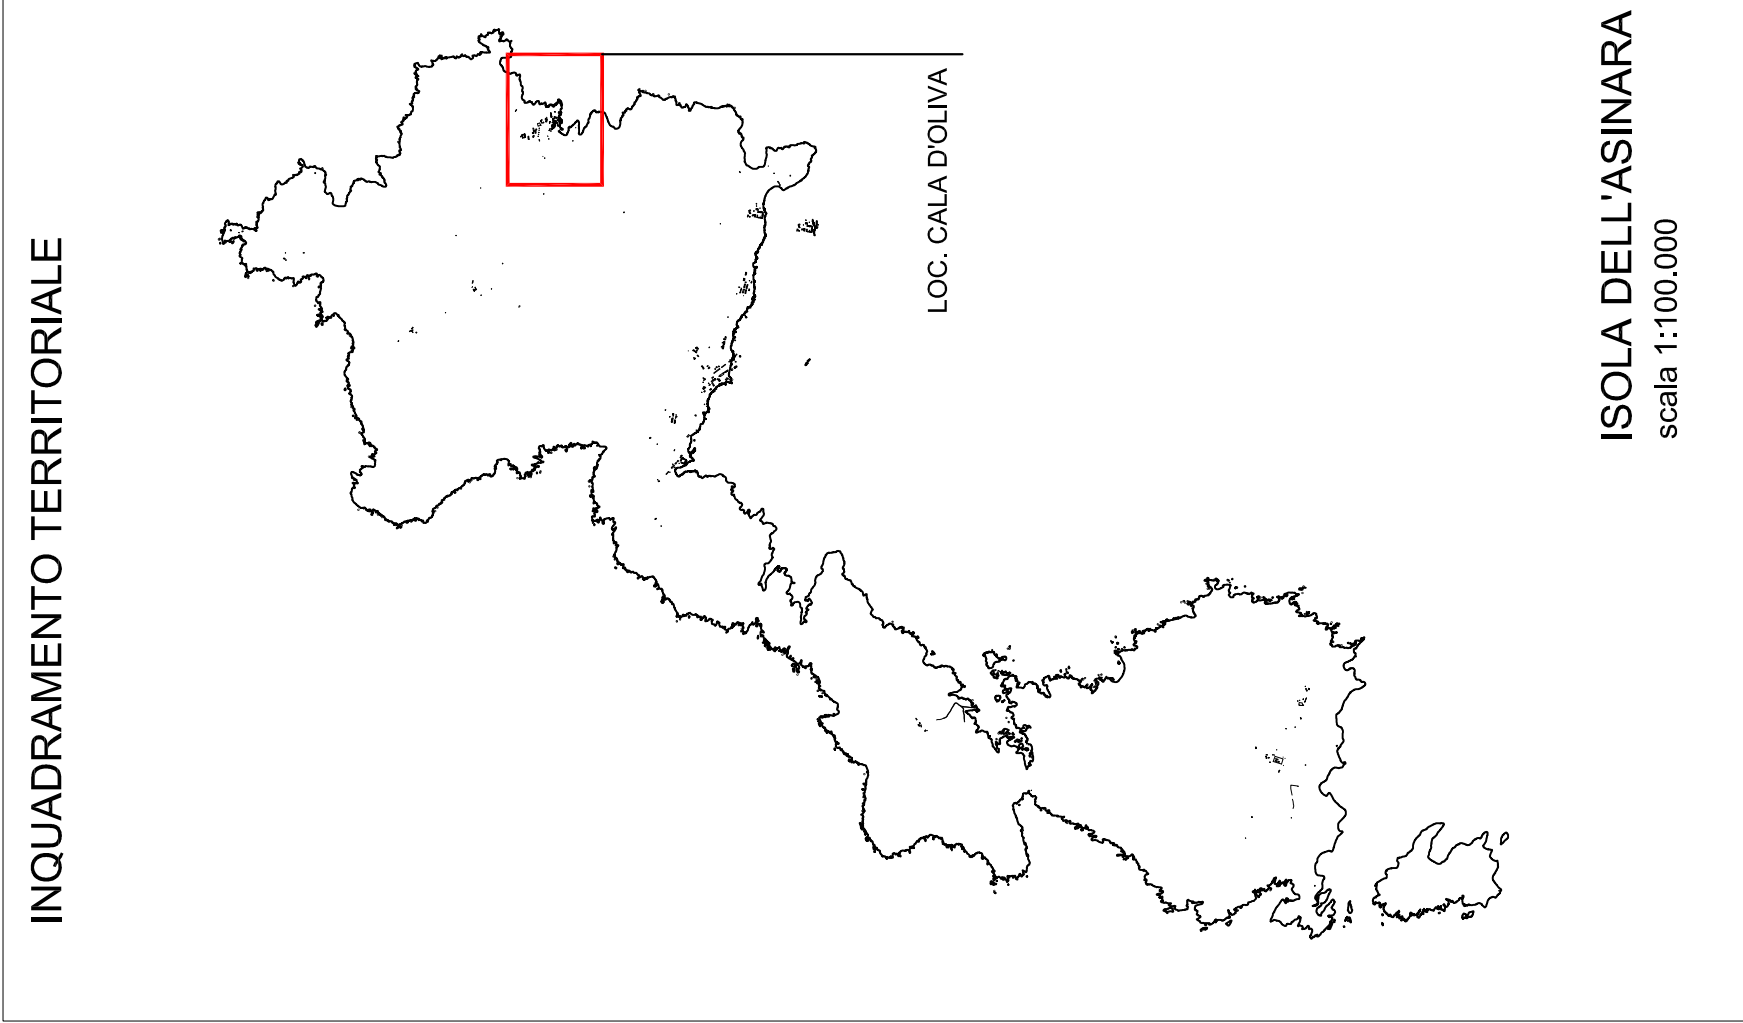 INQUADRAMENTO TERRITORIALE
LOC. CALA D'OLIVA
ISOLA DELL'ASINARA
scala 1:100.000